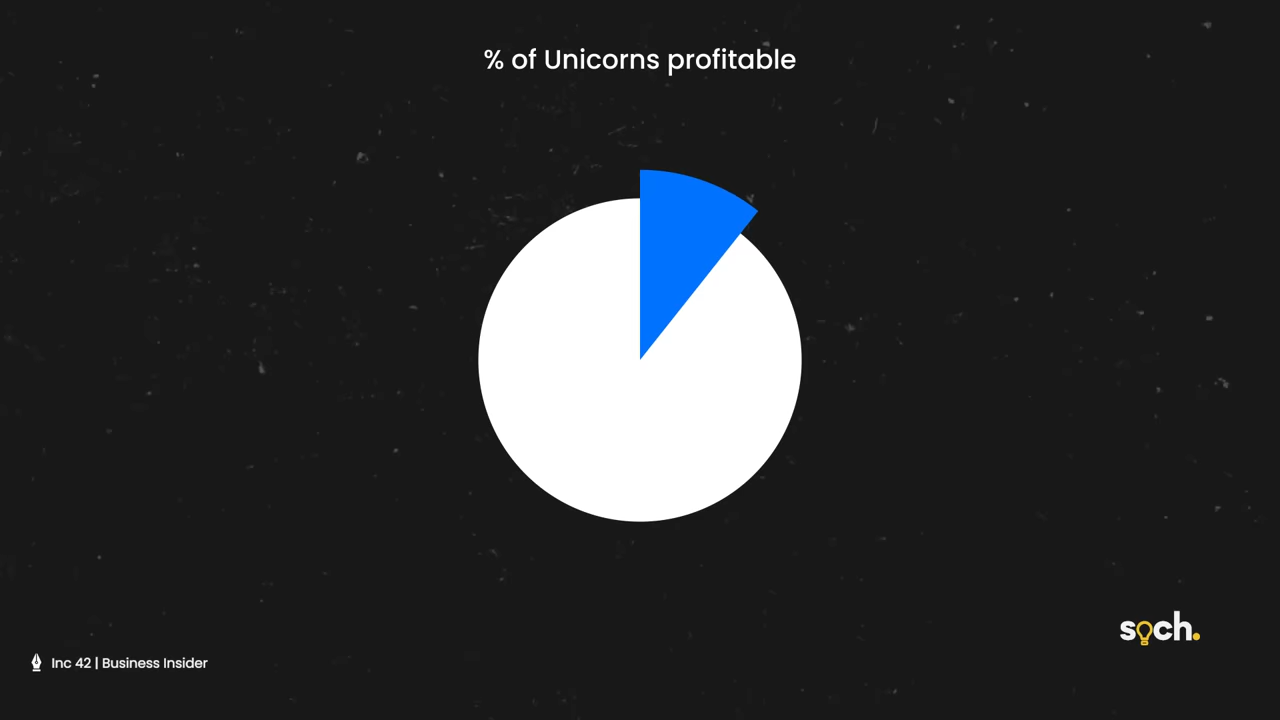 % of Unicorns profitable
soch.
Inc 42 | Business Insider